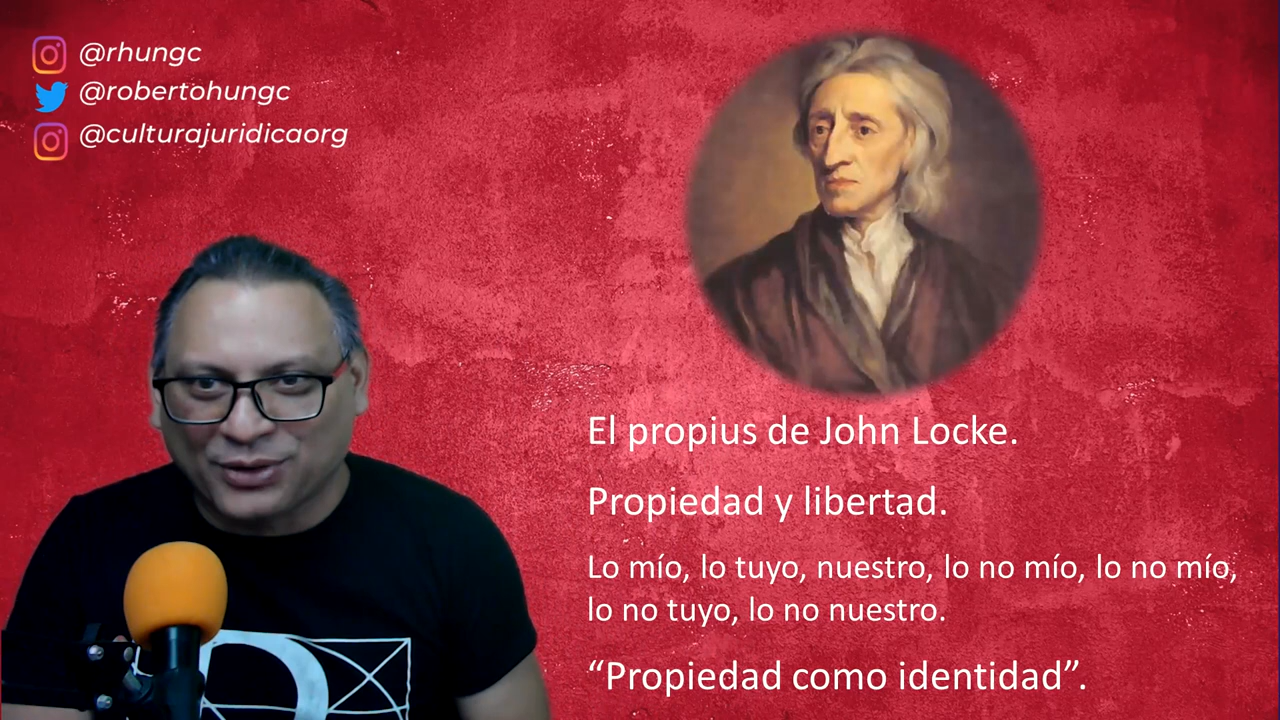 @rhungc
@robertohungc
@culturajuridicaorg
El propius de John Locke.
Propiedad y libertad.
Lo mío, lo tuyo, nuestro, lo no mío, lo no mío,
lo no tuyo, lo no nuestro.
“Propiedad como identidad”.